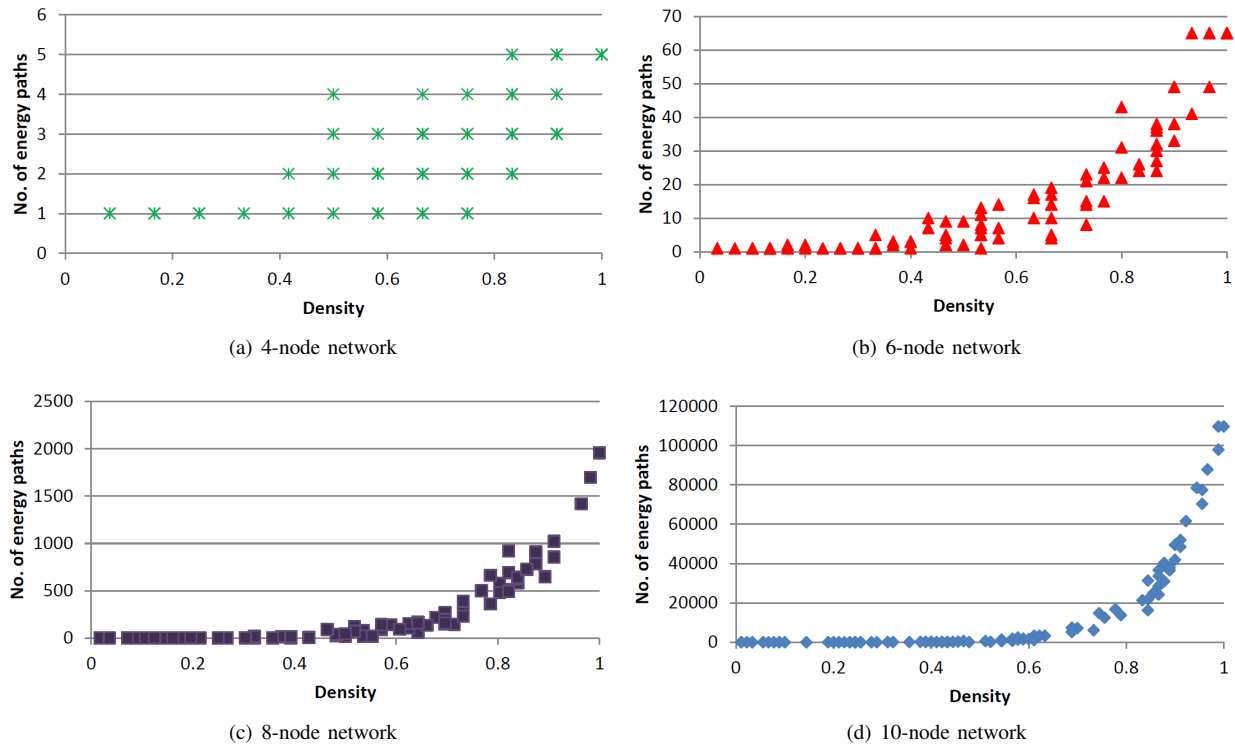 6
5
4
3
2
1
0
0 0.2 0.4 0.6 0.8 1
No. of energy paths
Density
(a) 4-node network
70
60
50
40
30
20
10
0
0 0.2 0.4 0.6 0.8 1
No. of energy paths
Density
(b) 6-node network
2500
2000
1500
1000
500
0
0 0.2 0.4 0.6 0.8 1
No. of energy paths
Density
(c) 8-node network
120000
100000
80000
60000
40000
20000
0
0 0.2 0.4 0.6 0.8 1
No. of energy paths
Density
(d) 10-node network